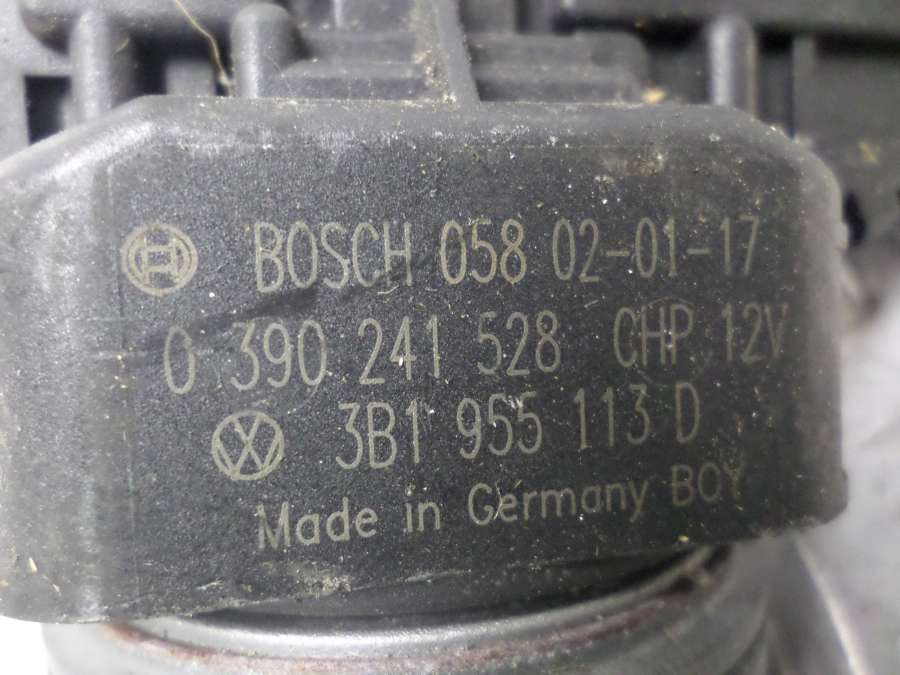 BOSCH 058 02-01-17
0 390 241 528 CHP 12V
3B1 955 113 D
Made in Germany BOY